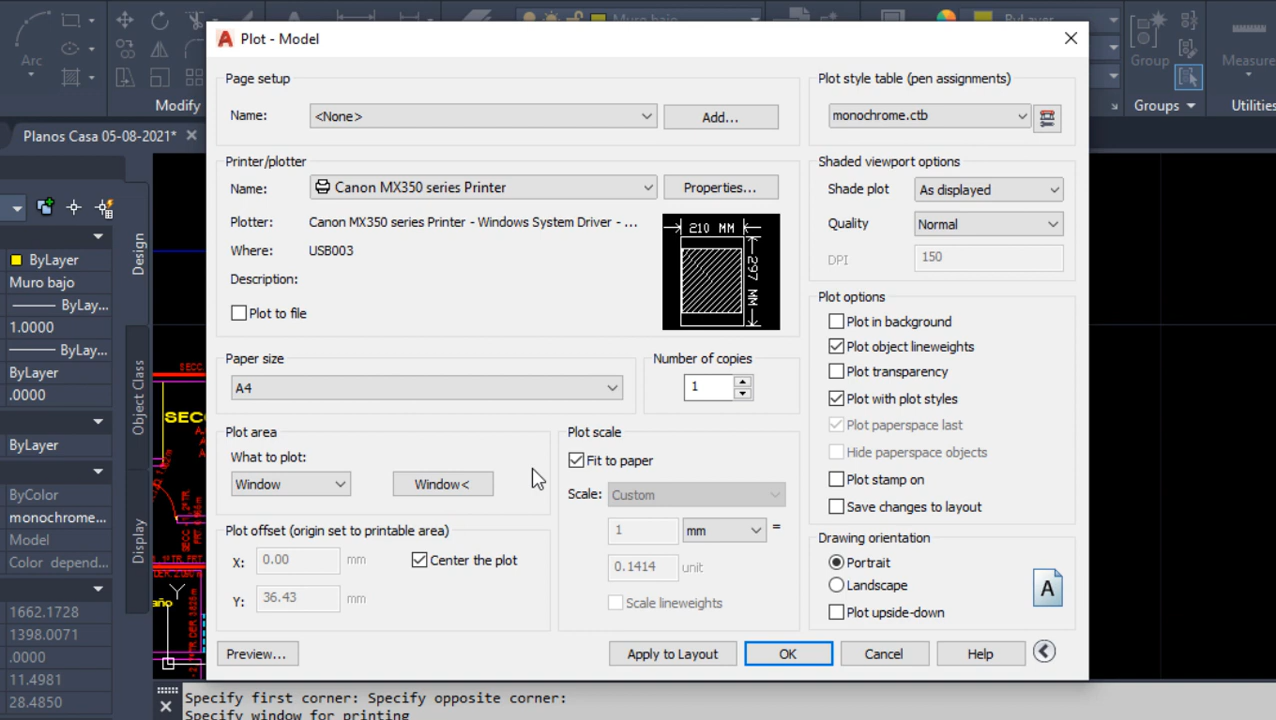 Muro bajo
ByLayer
Arc
Group
Measure
Modify
Groups
Utilities
Planos Casa 05-08-2021*
Plot - Model
Page setup
Name:
<None>
Add...
Plot style table (pen assignments)
monochrome.ctb
Printer/plotter
Name:
Canon MX350 series Printer
Properties...
Plotter:
Canon MX350 series Printer - Windows System Driver - ...
Where:
USB003
Description:
Plot to file
210 MM
297 MM
Shaded viewport options
Shade plot
As displayed
Quality
Normal
DPI
150
Paper size
A4
Number of copies
1
Plot options
Plot in background
Plot object lineweights
Plot transparency
Plot with plot styles
Plot paperspace last
Hide paperspace objects
Plot stamp on
Save changes to layout
Plot area
What to plot:
Window
Window<
Plot scale
Fit to paper
Scale:
Custom
1
mm
=
0.1414
unit
Scale lineweights
Plot offset (origin set to printable area)
X:
0.00
mm
Center the plot
Y:
36.43
mm
Drawing orientation
Portrait
Landscape
Plot upside-down
A
Preview...
Apply to Layout
OK
Cancel
Help
ByLayer
Muro bajo
ByLay...
1.0000
ByLay...
ByLayer
.0000
ByLayer
ByColor
monochrome...
Model
Color depend...
1662.1728
1398.0071
.0000
11.4981
28.4850
Design
Object Class
Display
SECC
Y
Specify first corner: Specify opposite corner:
Specify window for printing